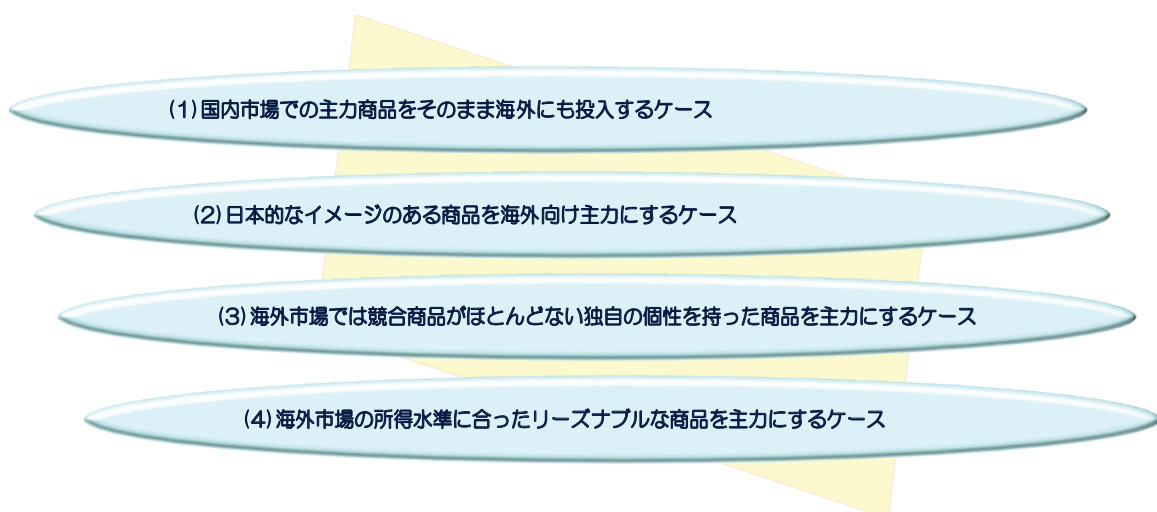 (1)国内市場での主力商品をそのまま海外にも投入するケース
(2)日本的なイメージのある商品を海外向け主力にするケース
(3)海外市場では競合商品がほとんどない独自の個性を持った商品を主力にするケース
(4)海外市場の所得水準に合ったリーズナブルな商品を主力にするケース